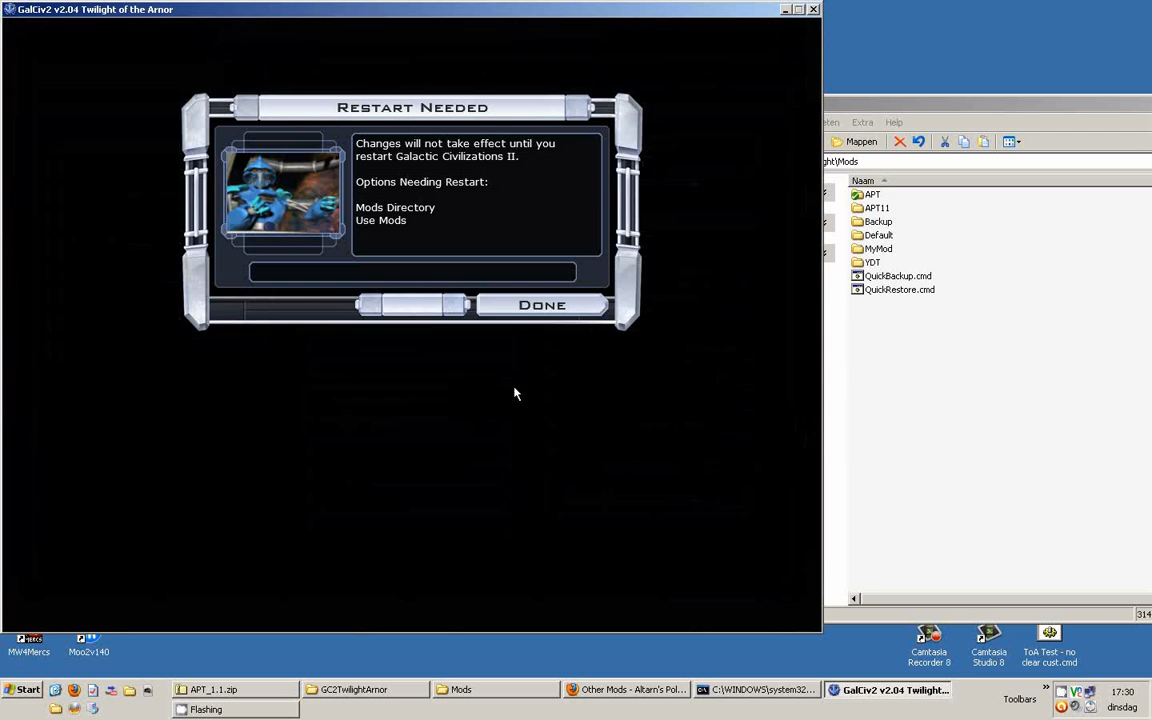 GalCiv2 v2.04 Twilight of the Arnor
Restart Needed
Changes will not take effect until you
restart Galactic Civilizations II.
Options Needing Restart:
Mods Directory
Use Mods
Done
Extra Help
Mappen
ght\Mods
Naam
APT
APT11
Backup
Default
MyMod
YDT
QuickBackup.cmd
QuickRestore.cmd
314
MW4Mercs
Moo2v140
Camtasia
Recorder 8
Camtasia
Studio 8
ToA Test - no
clear cust.cmd
Start
APT_1.1.zip
GC2TwilightArnor
Mods
Other Mods - Altarn's Pol...
C:\WINDOWS\system32...
GalCiv2 v2.04 Twilight...
Flashing
Toolbars
17:30
dinsdag